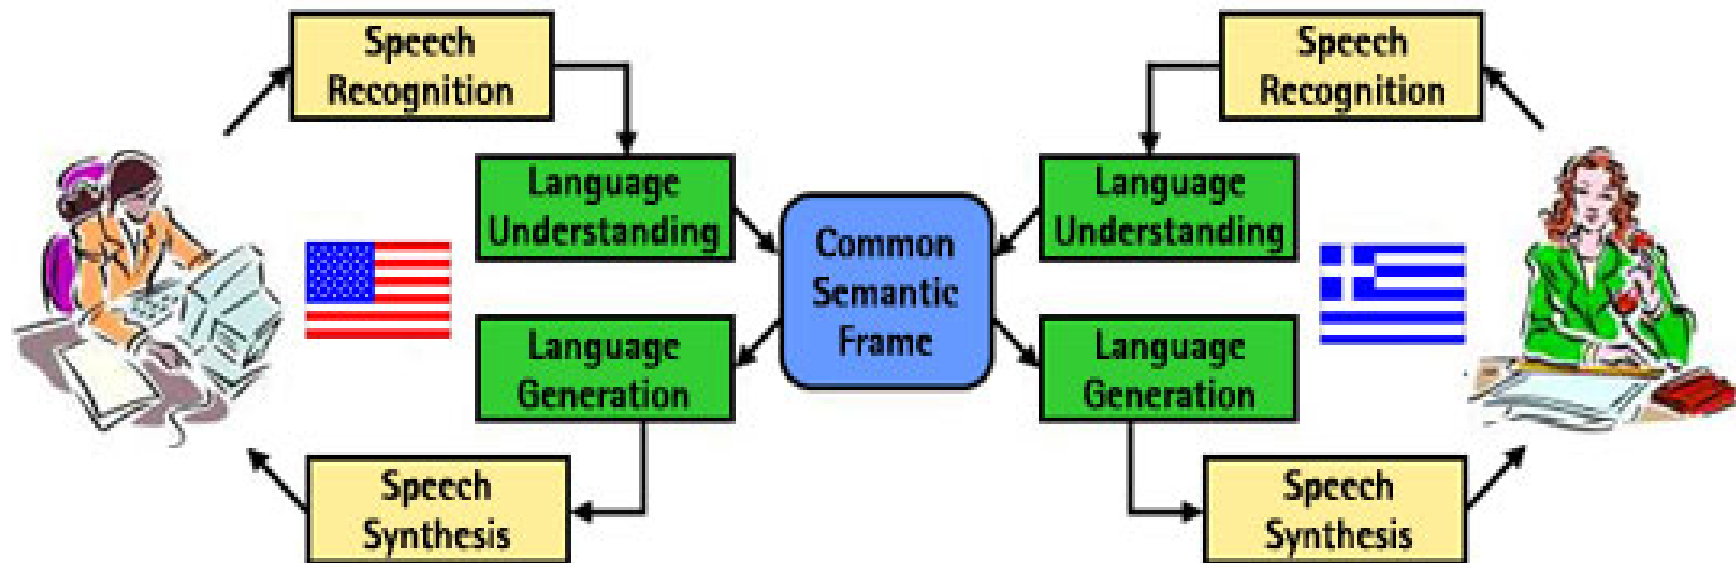 Speech
Recognition
Speech
Recognition
Language
Understanding
Language
Understanding
Common
Semantic
Frame
Language
Generation
Language
Generation
Speech
Synthesis
Speech
Synthesis